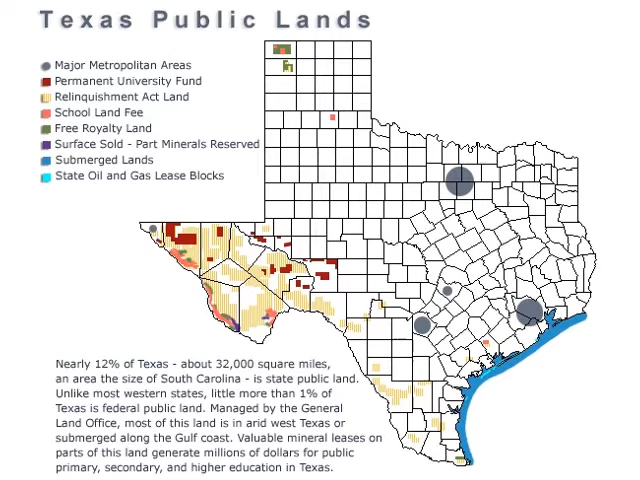 Texas Public Lands
Major Metropolitan Areas
Permanent University Fund
Relinquishment Act Land
School Land Fee
Free Royalty Land
Surface Sold - Part Minerals Reserved
Submerged Lands
State Oil and Gas Lease Blocks
Nearly 12% of Texas - about 32,000 square miles,
an area the size of South Carolina - is state public land.
Unlike most western states, little more than 1% of
Texas is federal public land. Managed by the General
Land Office, most of this land is in arid west Texas or
submerged along the Gulf coast. Valuable mineral leases on
parts of this land generate millions of dollars for public
primary, secondary, and higher education in Texas.